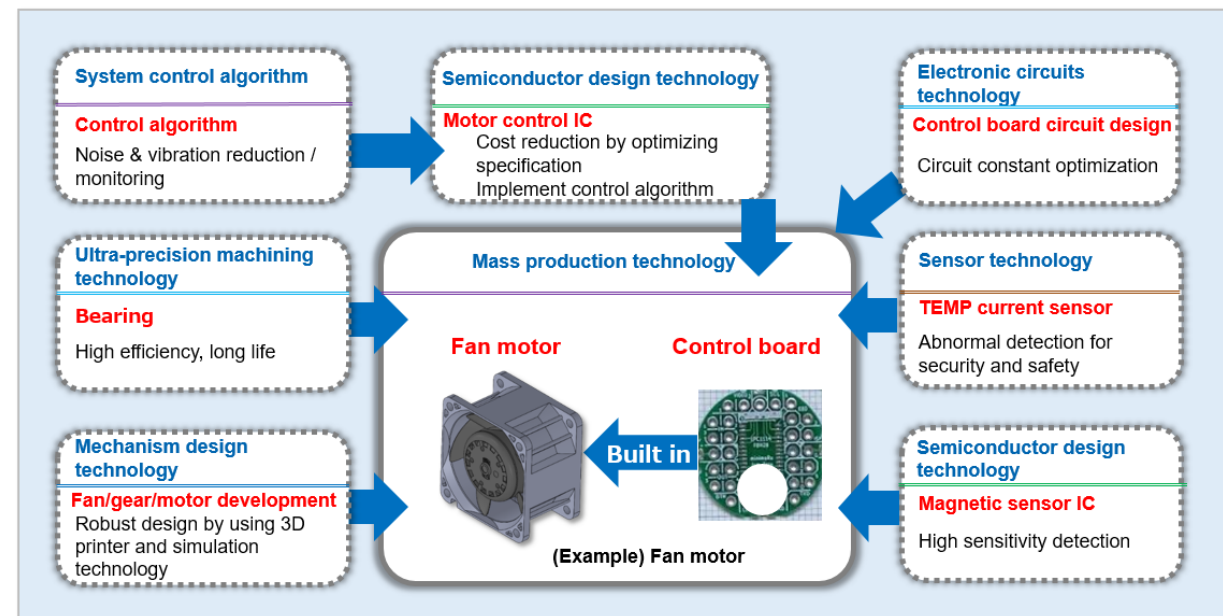 System control algorithm
Control algorithm
Noise & vibration reduction /
monitoring
Semiconductor design technology
Motor control IC
Cost reduction by optimizing
specification
Implement control algorithm
Electronic circuits
technology
Control board circuit design
Circuit constant optimization
Ultra-precision machining
technology
Bearing
High efficiency, long life
Mass production technology
Fan motor
Control board
Built in
(Example) Fan motor
Sensor technology
TEMP current sensor
Abnormal detection for
security and safety
Mechanism design
technology
Fan/gear/motor development
Robust design by using 3D
printer and simulation
technology
Semiconductor design
technology
Magnetic sensor IC
High sensitivity detection